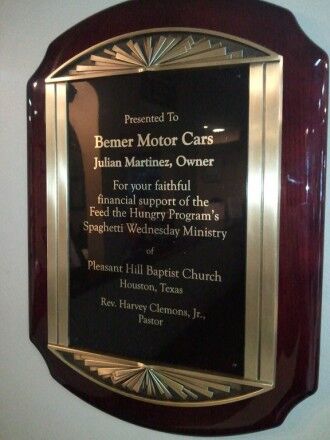 Presented To
Bemer Motor Cars
Julian Martinez, Owner
For your faithful
financial support of the
Feed the Hungry Program's
Spaghetti Wednesday Ministry
of
Pleasant Hill Baptist Church
Houston, Texas
Rev. Harvey Clemons, Jr.,
Pastor